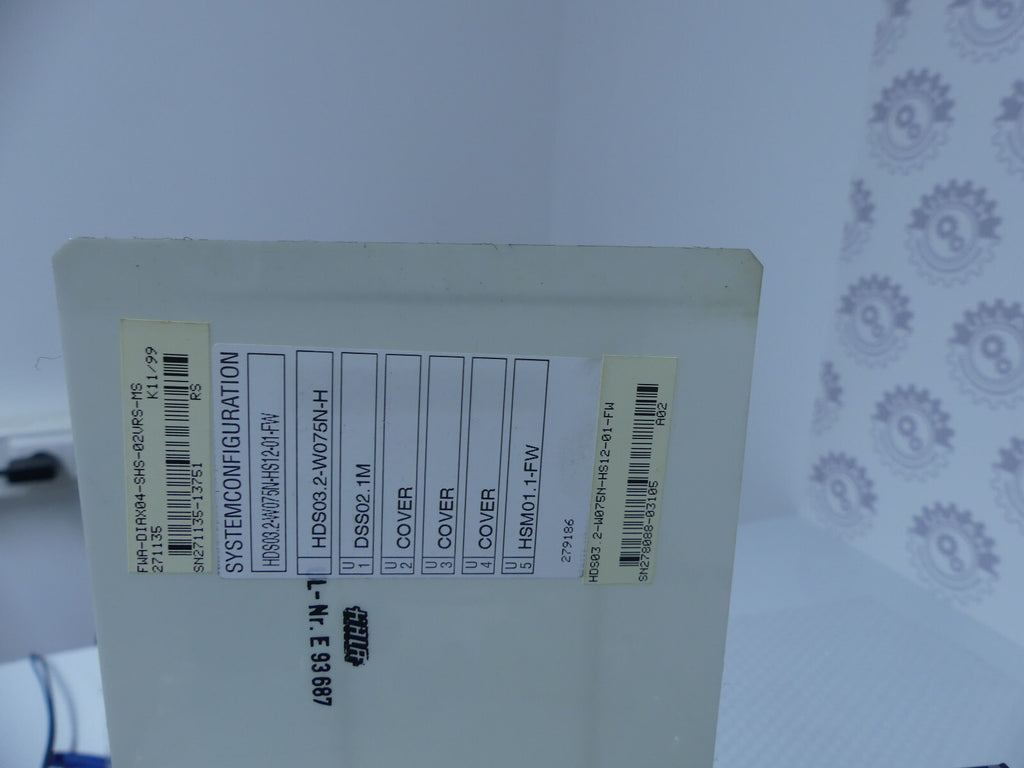 FWA-DIAX04-SHS-02VRS-MS
271135 K11/99
SN271135-13751 RS
SYSTEMCONFIGURATION
HDS03.2-W075N-HS12-01-FW
HDS03.2-W075N-H
U1 DSS02.1M
U2 COVER
U3 COVER
U4 COVER
U5 HSM01.1-FW
279186
HDS03.2-W075N-HS12-01-FW
A02
SN278088-03105
L-Nr. E 93 687